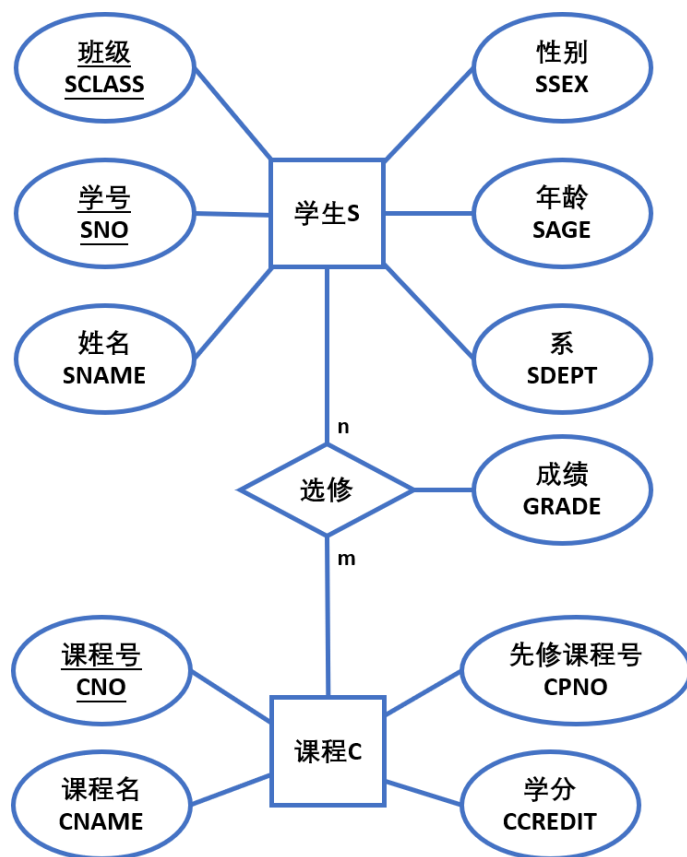 班级
SCLASS
性别
SSEX
学号
SNO
学生S
年龄
SAGE
姓名
SNAME
系
SDEPT
n
选修
成绩
GRADE
m
课程号
CNO
先修课程号
CPNO
课程C
课程名
CNAME
学分
CCREDIT